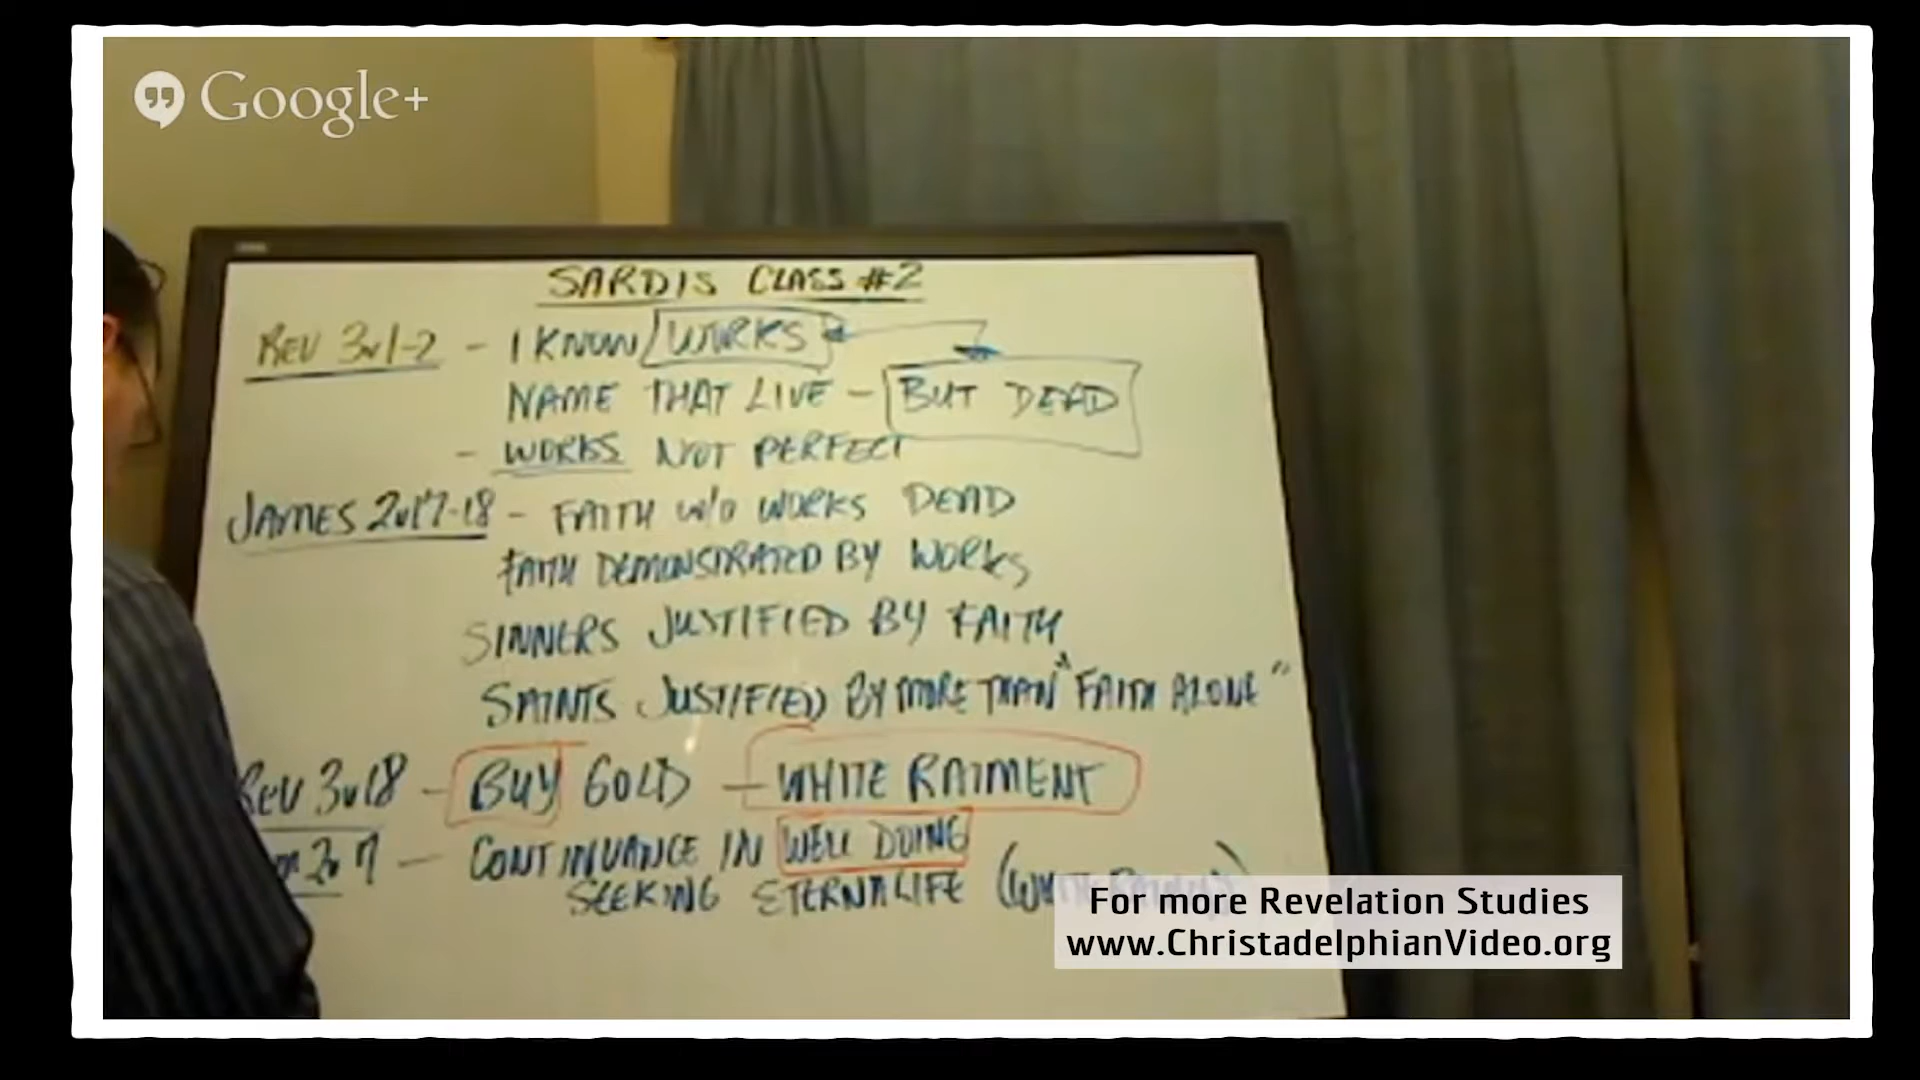 Google+
SARDIS CLASS #2
REV 3v1-2 - I KNOW WORKS
NAME THAT LIVE - BUT DEAD
- WORKS NOT PERFECT
JAMES 2v17-18 - FAITH W/O WORKS DEAD
FAITH DEMONSTRATED BY WORKS
SINNERS JUSTIFIED BY FAITH
SAINTS JUSTIFIED BY MORE THAN "FAITH ALONE"
REV 3v18 - BUY GOLD - WHITE RAIMENT
2v7 - CONTINUANCE IN WELL DOING
SEEKING ETERNAL LIFE
For more Revelation Studies
www.ChristadelphianVideo.org